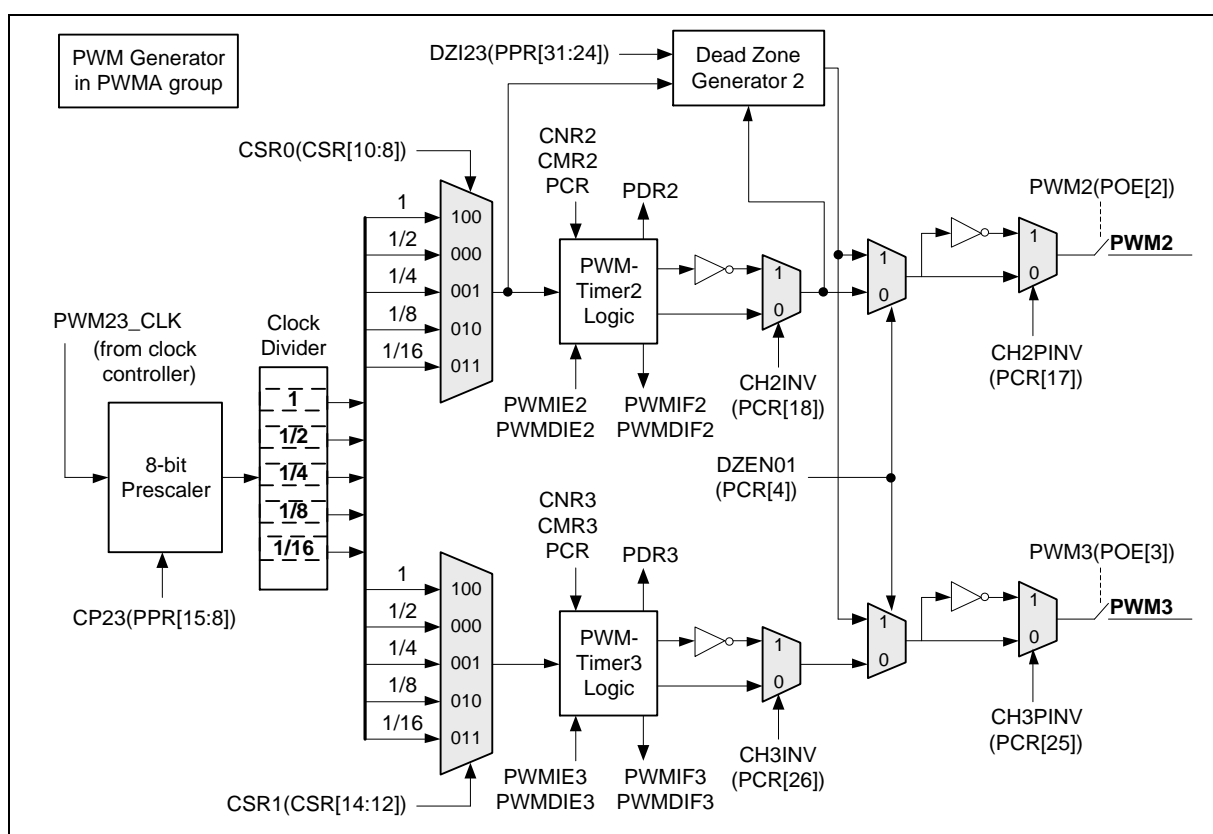 PWM Generator
in PWMA group
DZI23(PPR[31:24])
Dead Zone
Generator 2
CSR0(CSR[10:8])
CNR2
CMR2
PCR
PDR2
PWM2(POE[2])
PWM2
1
1/2
1/4
1/8
1/16
100
000
001
010
011
PWM-
Timer2
Logic
1
0
1
0
1
0
PWMIE2
PWMDIE2
PWMIF2
PWMDIF2
CH2INV
(PCR[18])
CH2PINV
(PCR[17])
PWM23_CLK
(from clock
controller)
Clock
Divider
8-bit
Prescaler
1
1/2
1/4
1/8
1/16
CP23(PPR[15:8])
DZEN01
(PCR[4])
CNR3
CMR3
PCR
PDR3
PWM3(POE[3])
PWM3
1
1/2
1/4
1/8
1/16
100
000
001
010
011
PWM-
Timer3
Logic
1
0
1
0
1
0
PWMIE3
PWMDIE3
PWMIF3
PWMDIF3
CH3INV
(PCR[26])
CH3PINV
(PCR[25])
CSR1(CSR[14:12])